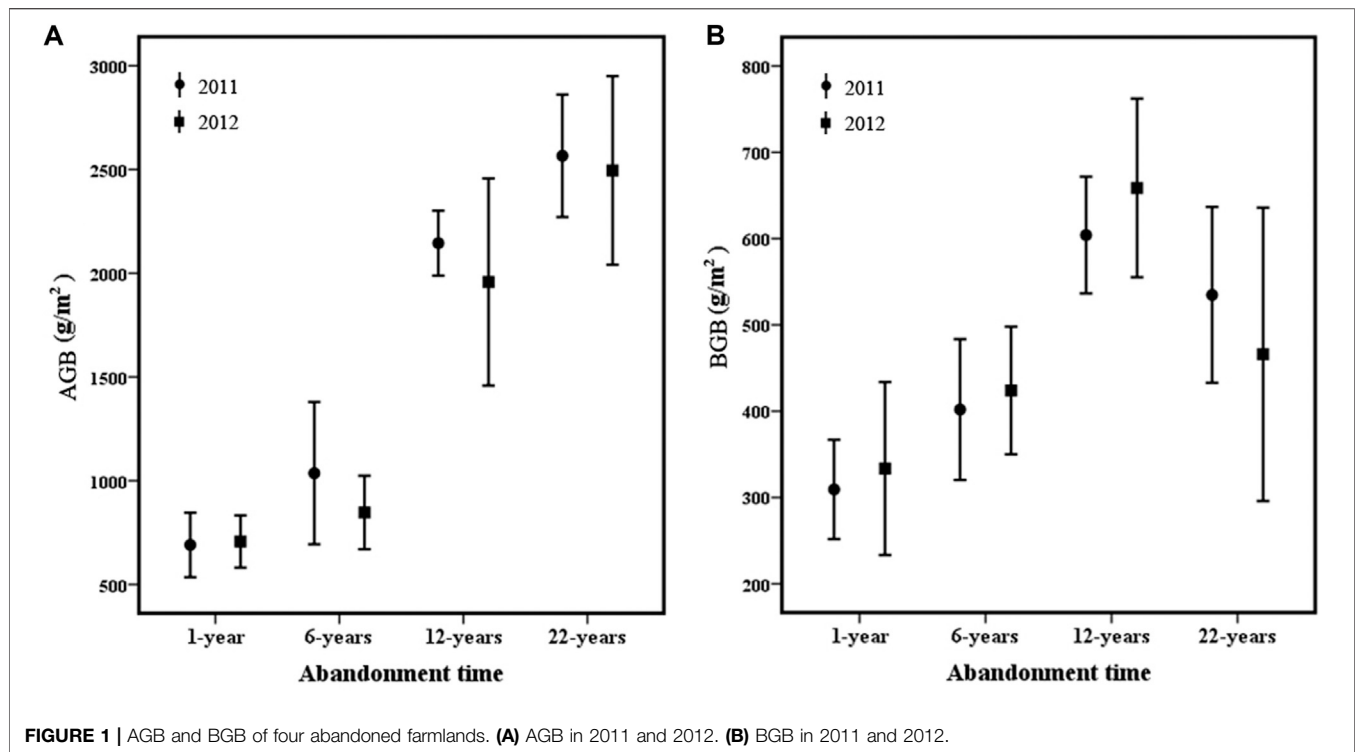 A
3000
2500
2000
1500
1000
500
AGB (g/m²)
2011
2012
1-year 6-years 12-years 22-years
Abandonment time
B
800
700
600
500
400
300
200
BGB (g/m²)
2011
2012
1-year 6-years 12-years 22-years
Abandonment time
FIGURE 1 | AGB and BGB of four abandoned farmlands. (A) AGB in 2011 and 2012. (B) BGB in 2011 and 2012.